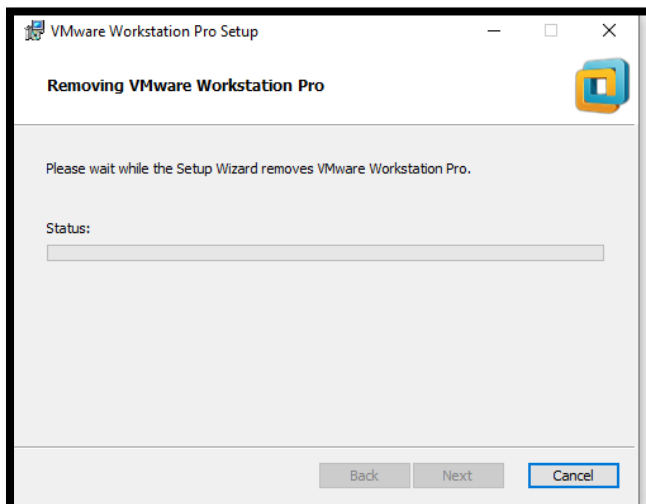 VMware Workstation Pro Setup
Removing VMware Workstation Pro
Please wait while the Setup Wizard removes VMware Workstation Pro.
Status:
Back Next Cancel